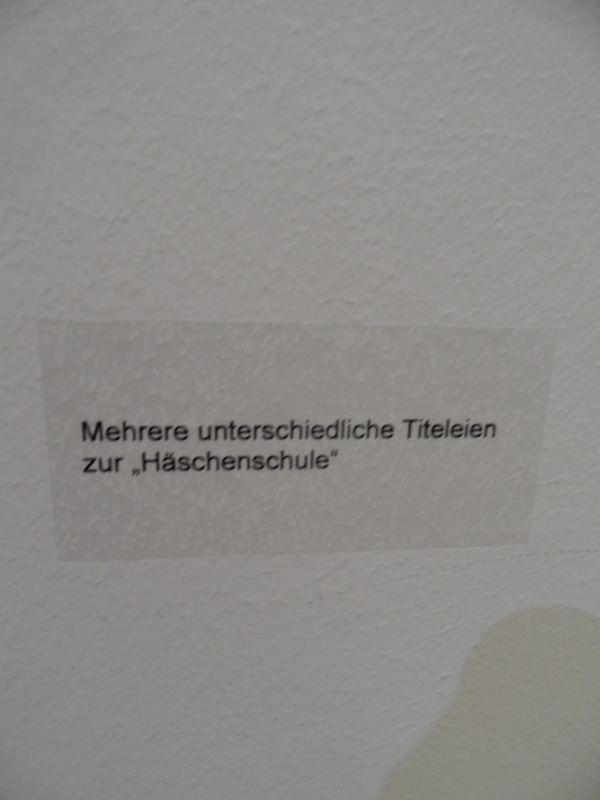 Mehrere unterschiedliche Titeleien
zur „Häschenschule“